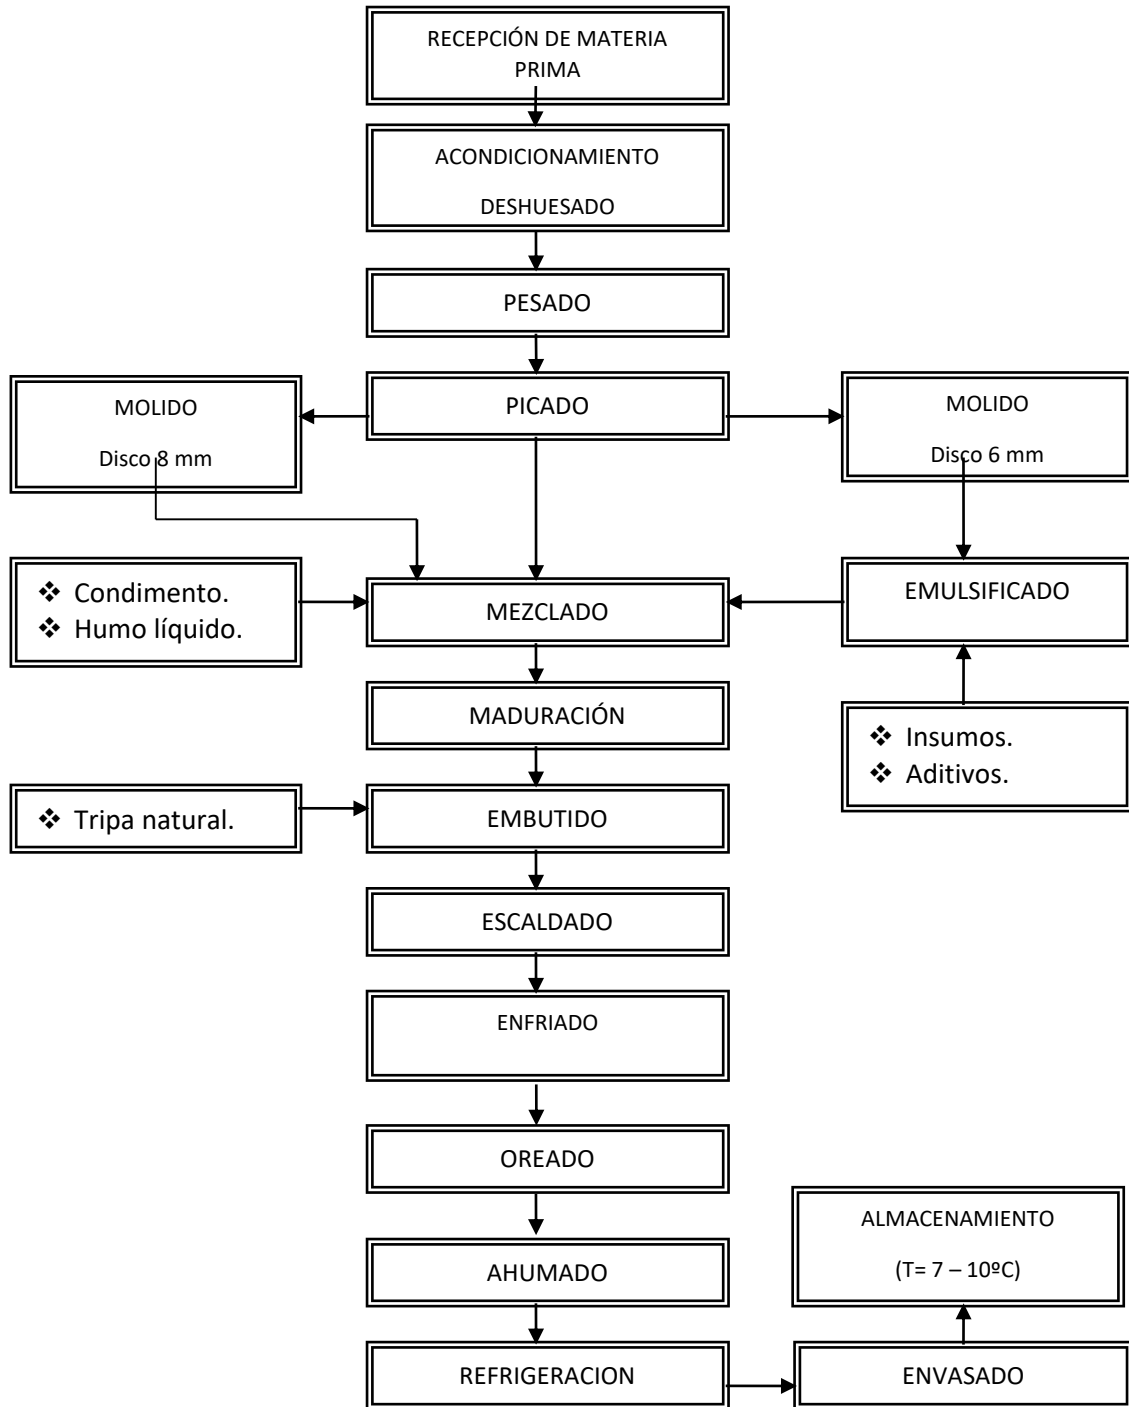 RECEPCIÓN DE MATERIA
PRIMA
ACONDICIONAMIENTO
DESHUESADO
PESADO
MOLIDO
Disco 8 mm
PICADO
MOLIDO
Disco 6 mm
❖ Condimento.
❖ Humo líquido.
MEZCLADO
EMULSIFICADO
MADURACIÓN
❖ Insumos.
❖ Aditivos.
❖ Tripa natural.
EMBUTIDO
ESCALDADO
ENFRIADO
OREADO
AHUMADO
ALMACENAMIENTO
(T= 7 – 10ºC)
REFRIGERACION
ENVASADO